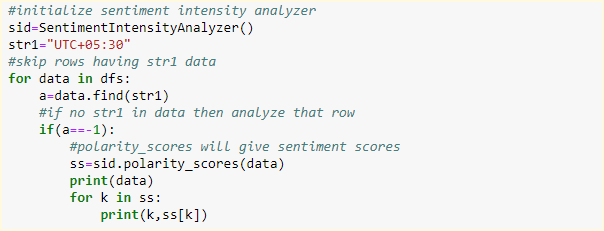 #initialize sentiment intensity analyzer
sid=SentimentIntensityAnalyzer()
str1="UTC+05:30"
#skip rows having str1 data
for data in dfs:
    a=data.find(str1)
    #if no str1 in data then analyze that row
    if(a==-1):
        #polarity_scores will give sentiment scores
        ss=sid.polarity_scores(data)
        print(data)
        for k in ss:
            print(k,ss[k])